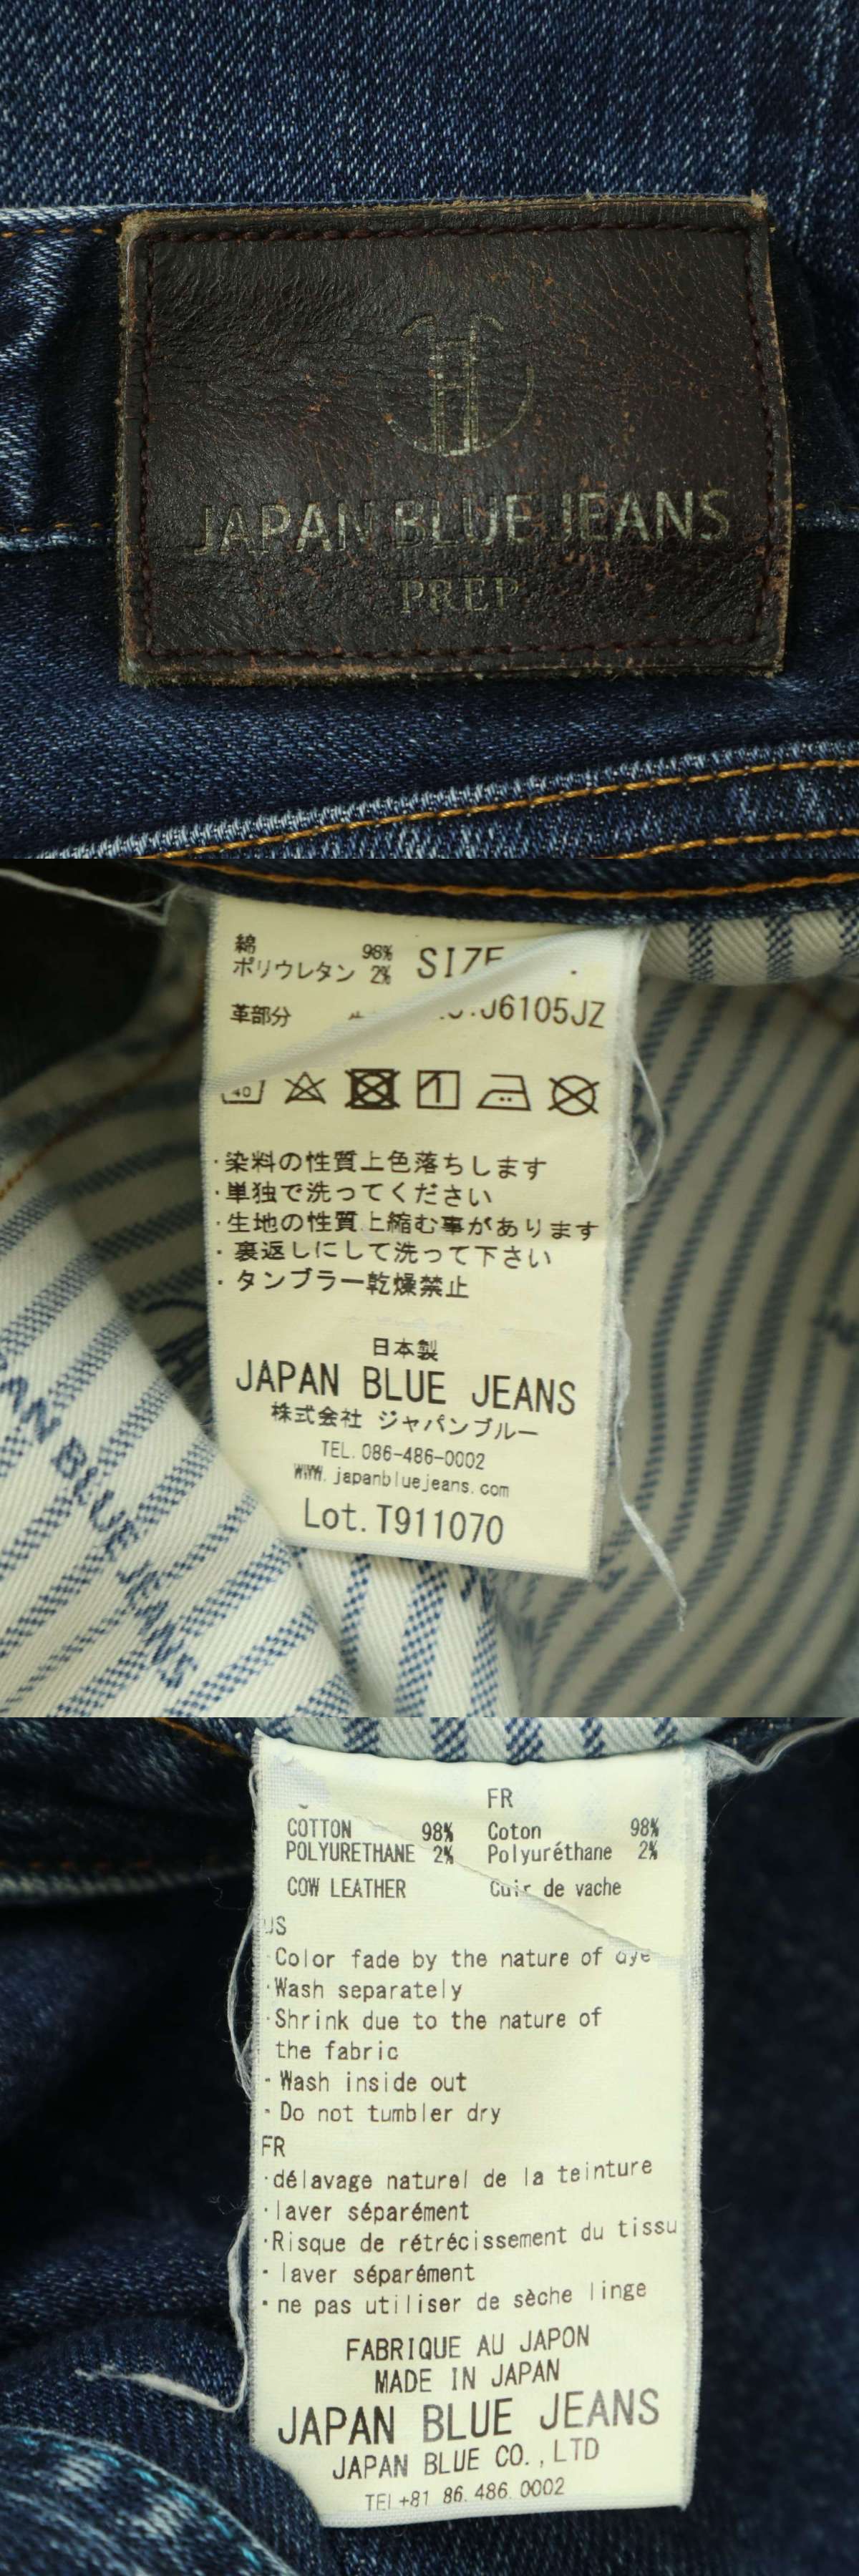 JAPAN BLUE JEANS
PREP
綿 98%
ポリウレタン 2%
SIZE
革部分
J6105JZ
40
・染料の性質上色落ちします
・単独で洗ってください
・生地の性質上縮む事があります
・裏返しにして洗って下さい
・タンブラー乾燥禁止
日本製
JAPAN BLUE JEANS
株式会社 ジャパンブルー
TEL. 086-486-0002
WWW.japanbluejeans.com
Lot.T911070
JAPAN BLUE JEANS
FR
COTTON 98% Coton 98%
POLYURETHANE 2% Polyuréthane 2%
COW LEATHER Cuir de vache
US
・Color fade by the nature of dye
・Wash separately
・Shrink due to the nature of
the fabric
・Wash inside out
・Do not tumbler dry
FR
・délavage naturel de la teinture
・laver séparément
・Risque de rétrécissement du tissu
・laver séparément
・ne pas utiliser de sèche linge
FABRIQUE AU JAPON
MADE IN JAPAN
JAPAN BLUE JEANS
JAPAN BLUE CO.,LTD
TEl +81 86.486.0002